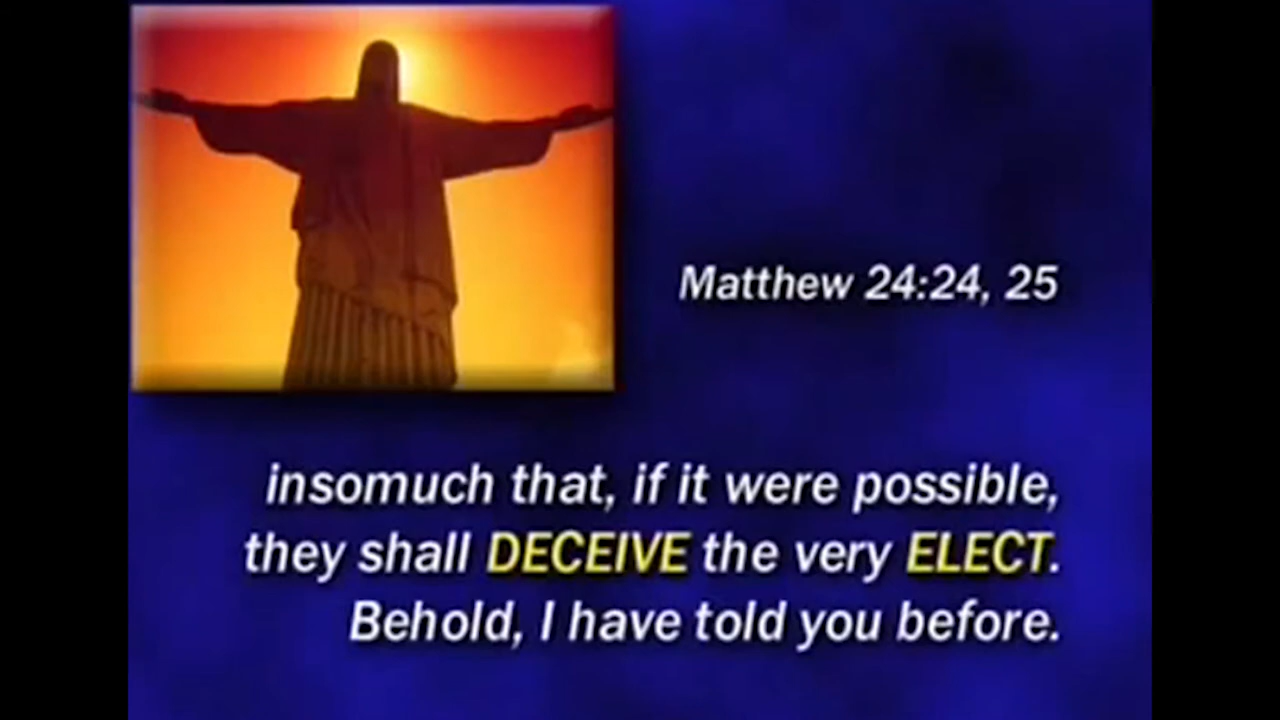 Matthew 24:24, 25
insomuch that, if it were possible,
they shall DECEIVE the very ELECT.
Behold, I have told you before.